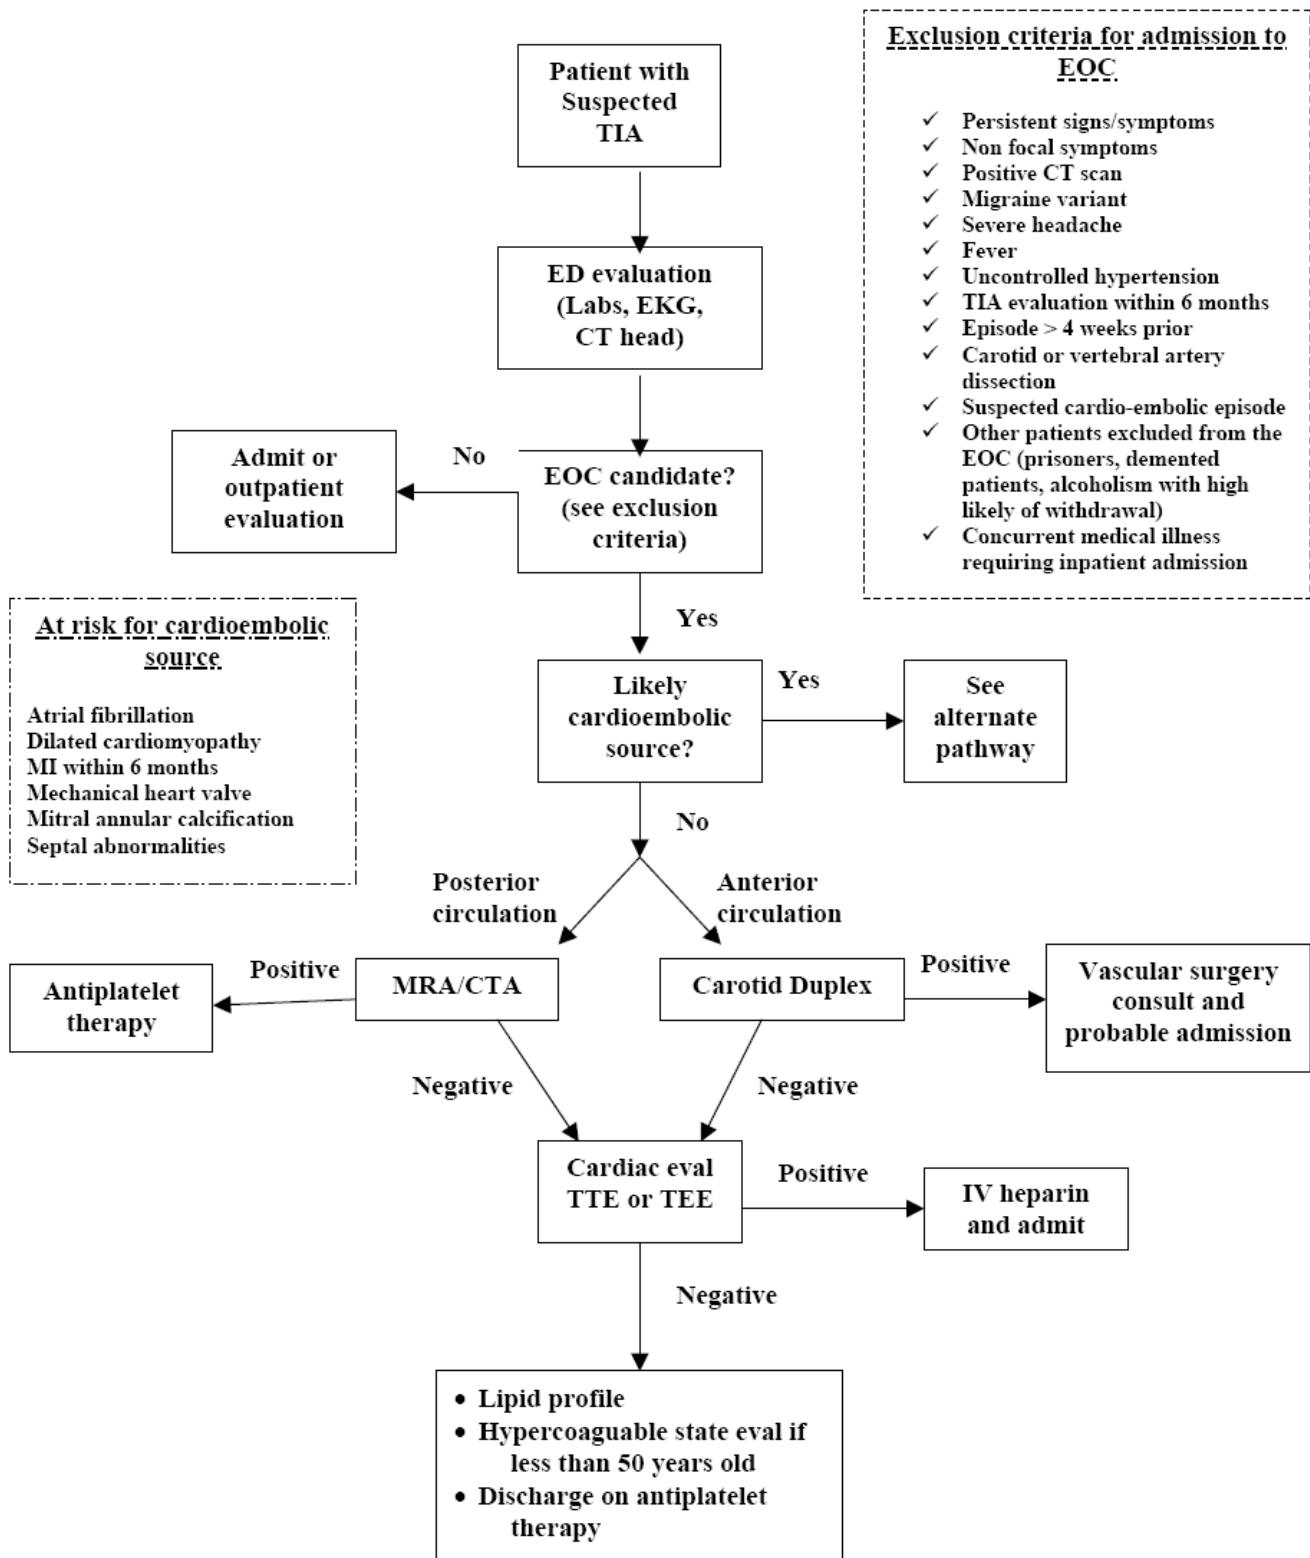 Patient with
Suspected
TIA
Exclusion criteria for admission to
EOC
✓ Persistent signs/symptoms
✓ Non focal symptoms
✓ Positive CT scan
✓ Migraine variant
✓ Severe headache
✓ Fever
✓ Uncontrolled hypertension
✓ TIA evaluation within 6 months
✓ Episode > 4 weeks prior
✓ Carotid or vertebral artery
dissection
✓ Suspected cardio-embolic episode
✓ Other patients excluded from the
EOC (prisoners, demented
patients, alcoholism with high
likely of withdrawal)
✓ Concurrent medical illness
requiring inpatient admission
ED evaluation
(Labs, EKG,
CT head)
EOC candidate?
(see exclusion
criteria)
No
Admit or
outpatient
evaluation
Yes
At risk for cardioembolic
source
Atrial fibrillation
Dilated cardiomyopathy
MI within 6 months
Mechanical heart valve
Mitral annular calcification
Septal abnormalities
Likely
cardioembolic
source?
Yes
See
alternate
pathway
No
Posterior
circulation
Anterior
circulation
MRA/CTA
Positive
Antiplatelet
therapy
Carotid Duplex
Positive
Vascular surgery
consult and
probable admission
Negative
Negative
Cardiac eval
TTE or TEE
Positive
IV heparin
and admit
Negative
• Lipid profile
• Hypercoaguable state eval if
less than 50 years old
• Discharge on antiplatelet
therapy